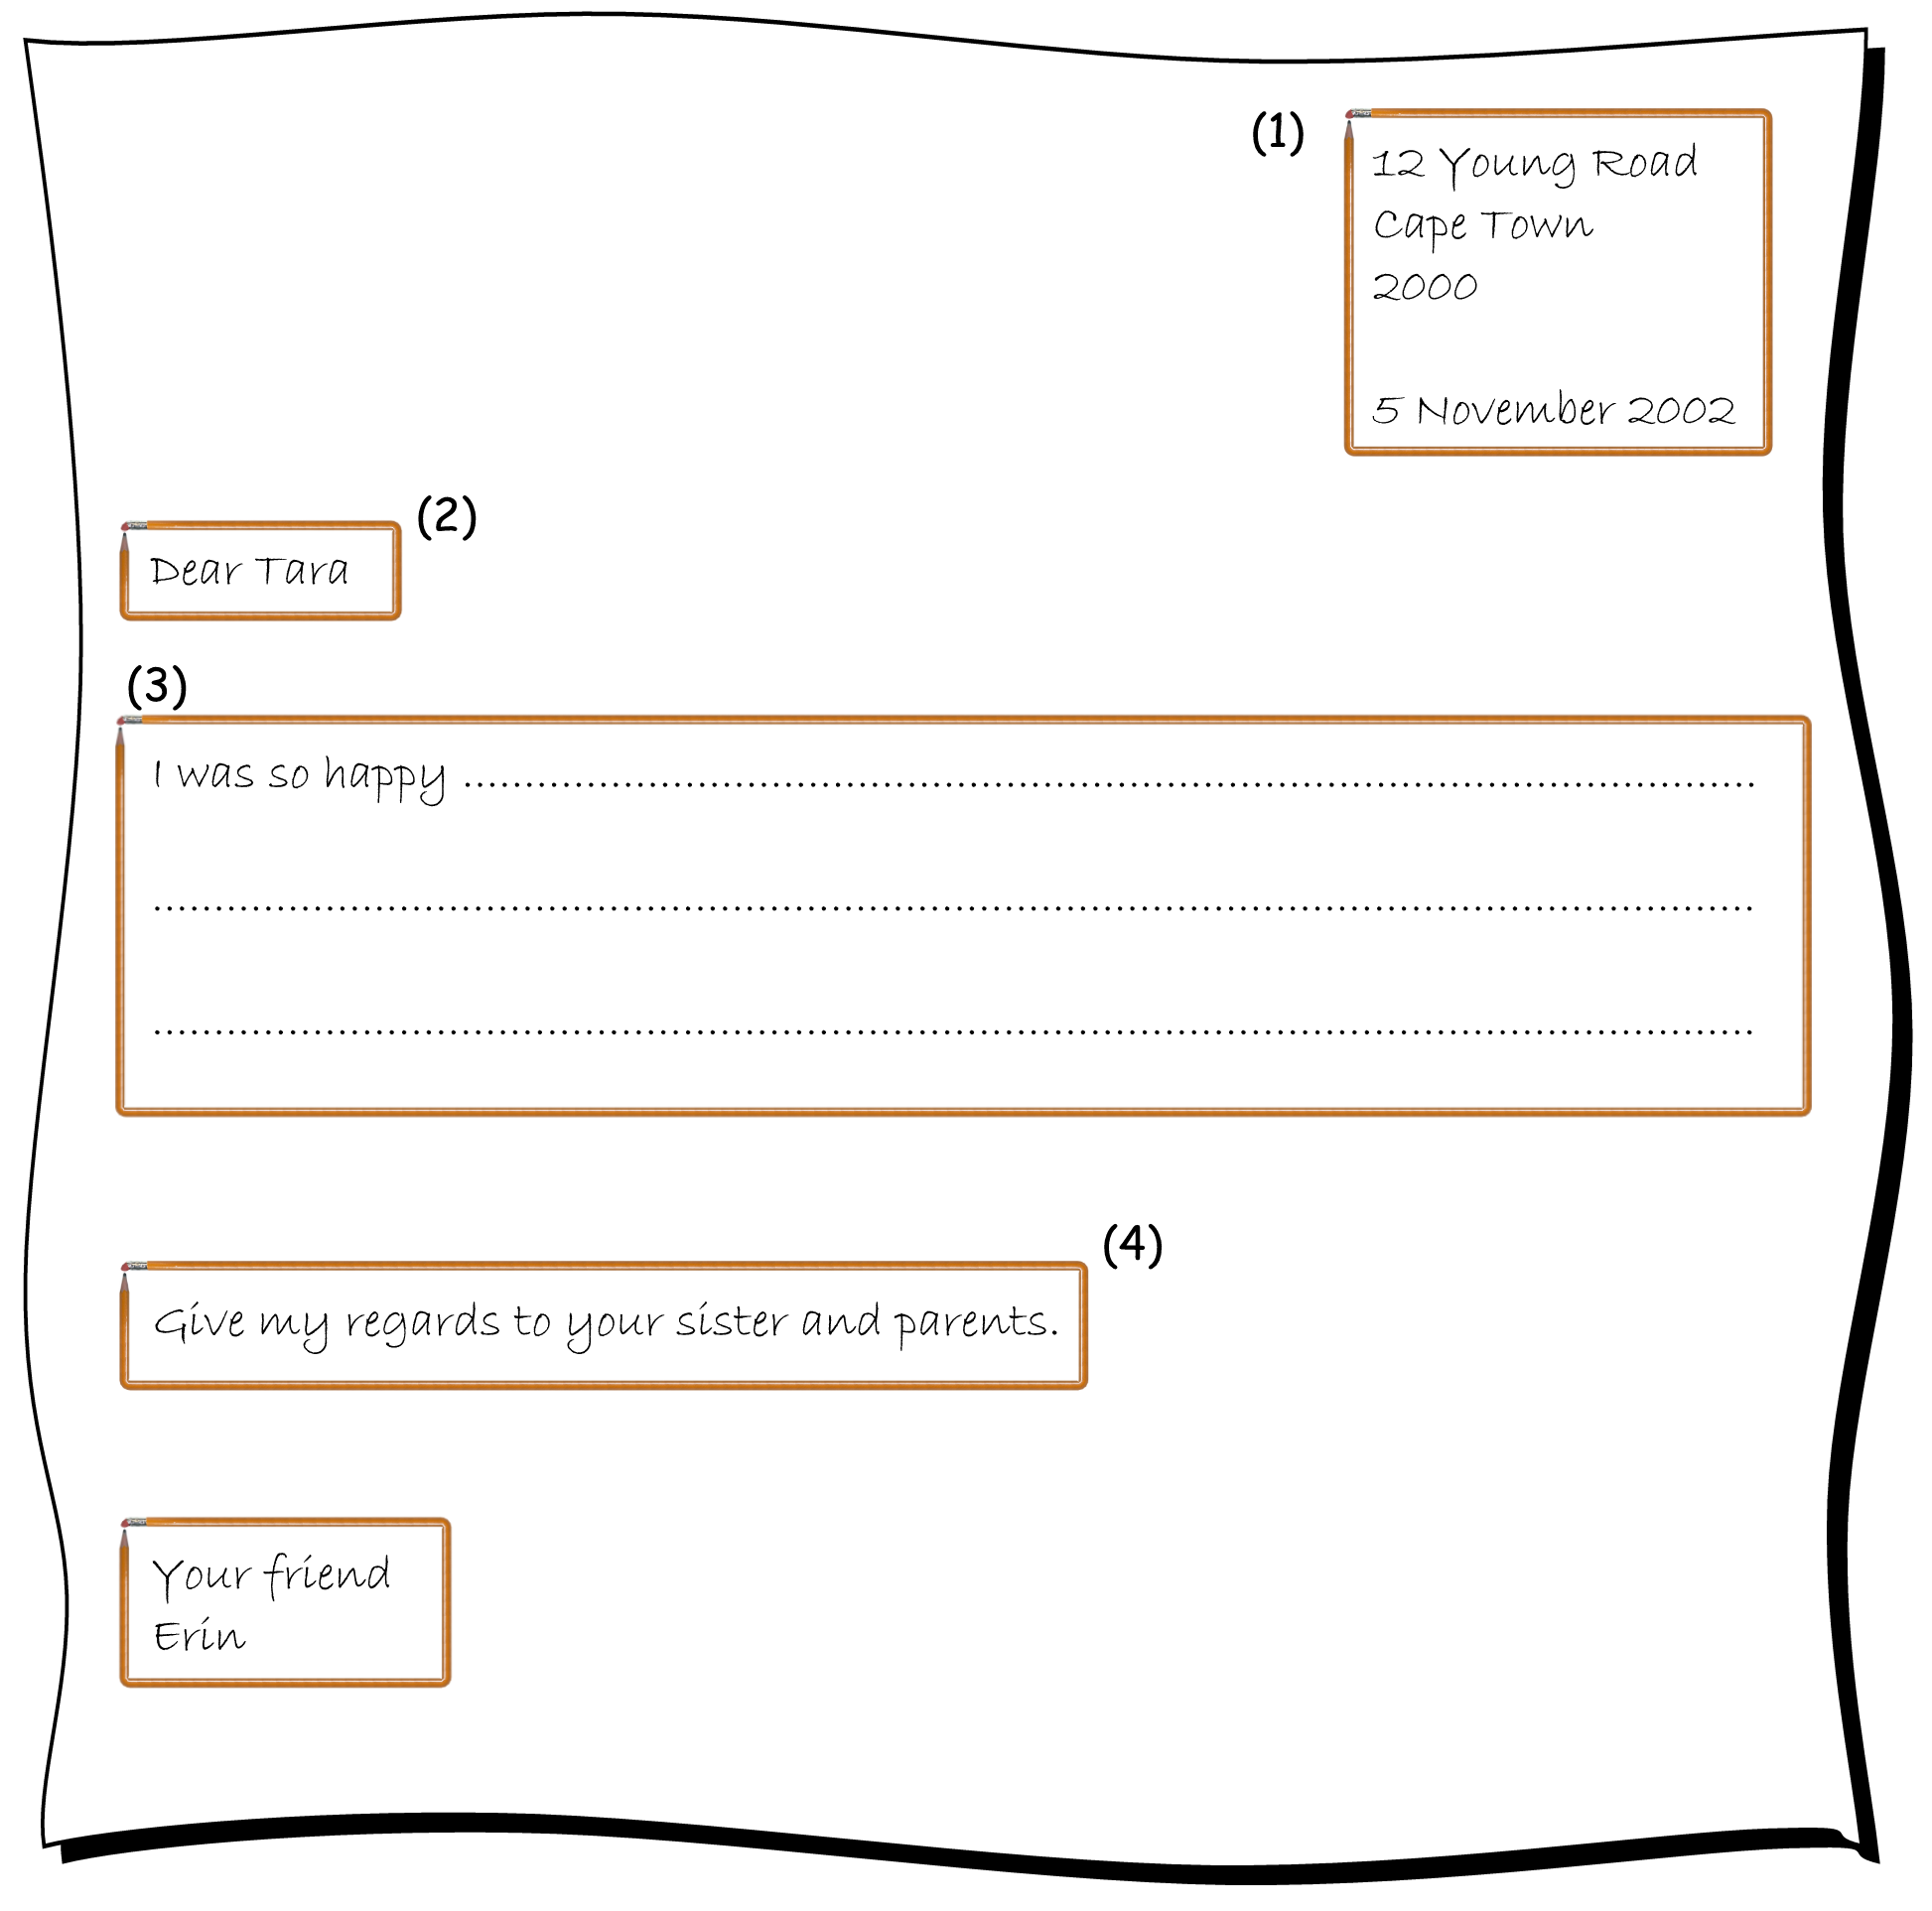 (1)
12 Young Road
Cape Town
2000
5 November 2002
(2)
Dear Tara
(3)
I was so happy ................................................................................
................................................................................
................................................................................
(4)
Give my regards to your sister and parents.
Your friend
Erin